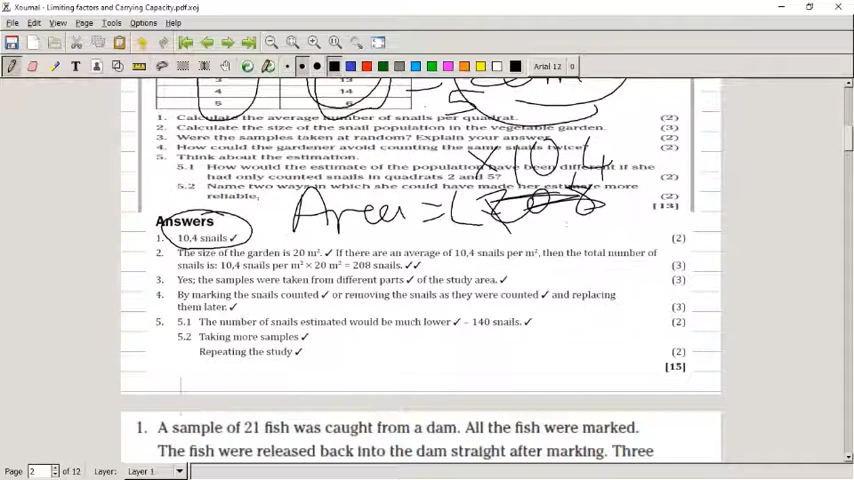 Xournal - Limiting factors and Carrying Capacity.pdf.xoj
File Edit View Page Tools Options Help
Arial 12
3 13
4 14
5 6
1. Calculate the average number of snails per quadrat. (2)
2. Calculate the size of the snail population in the vegetable garden. (3)
3. Were the samples taken at random? Explain your answer. (2)
4. How could the gardener avoid counting the same snails twice? (2)
5. Think about the estimation.
5.1 How would the estimate of the population have been different if she
had only counted snails in quadrats 2 and 5? (2)
5.2 Name two ways in which she could have made her estimate more
reliable. (2)
[13]
×10,4
Area = L
Answers
1. 10,4 snails ✓ (2)
2. The size of the garden is 20 m². ✓ If there are an average of 10,4 snails per m², then the total number of
snails is: 10,4 snails per m² × 20 m² = 208 snails. ✓✓ (3)
3. Yes; the samples were taken from different parts ✓ of the study area. ✓ (3)
4. By marking the snails counted ✓ or removing the snails as they were counted ✓ and replacing
them later. ✓ (3)
5. 5.1 The number of snails estimated would be much lower ✓ – 140 snails. ✓ (2)
5.2 Taking more samples ✓
Repeating the study ✓ (2)
[15]
1. A sample of 21 fish was caught from a dam. All the fish were marked.
The fish were released back into the dam straight after marking. Three
Page 2 of 12 Layer: Layer 1